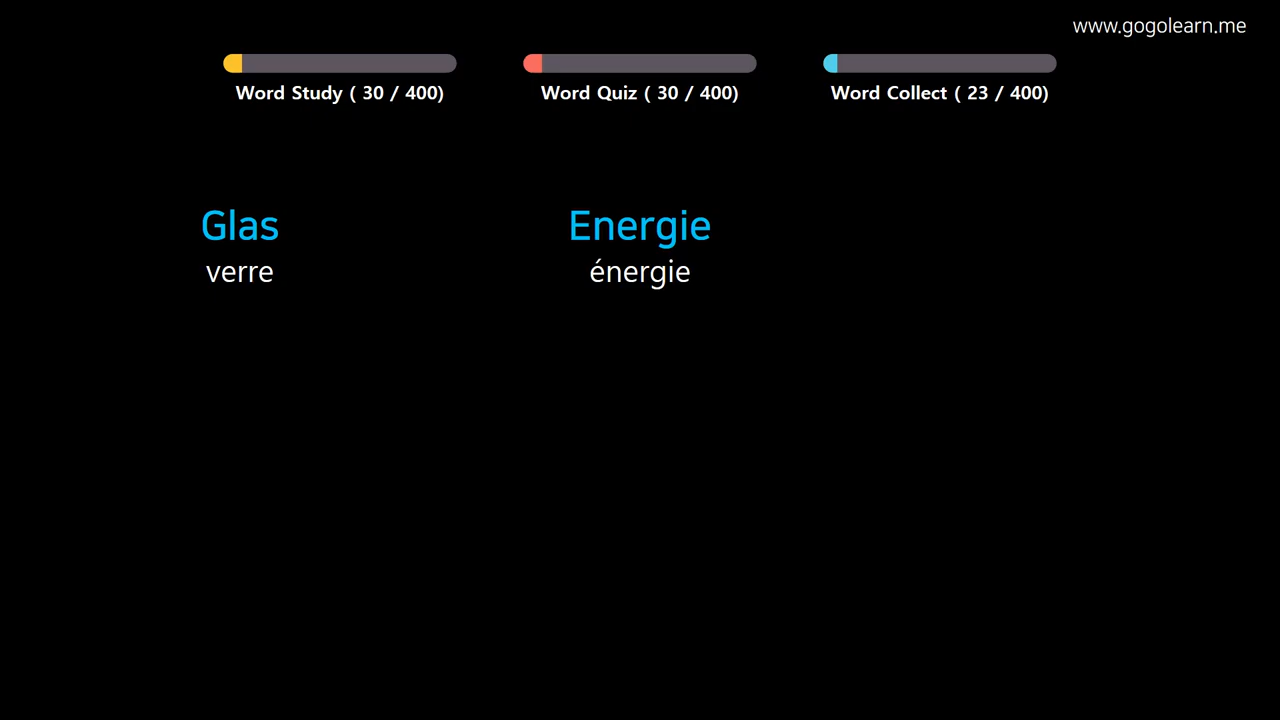 www.gogolearn.me
Word Study ( 30 / 400)
Word Quiz ( 30 / 400)
Word Collect ( 23 / 400)
Glas
verre
Energie
énergie